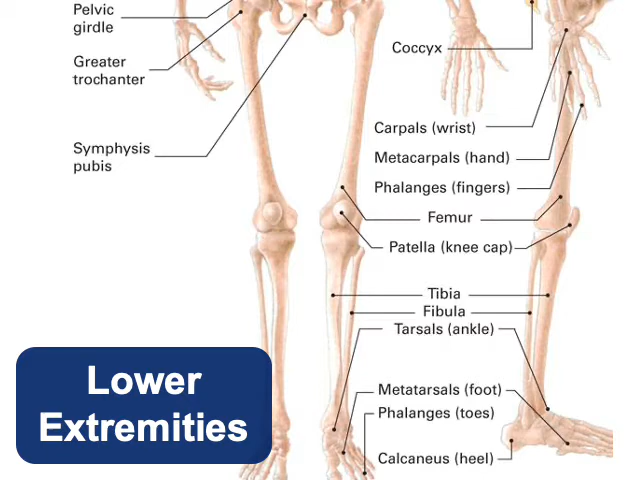 Pelvic
girdle
Greater
trochanter
Symphysis
pubis
Coccyx
Carpals (wrist)
Metacarpals (hand)
Phalanges (fingers)
Femur
Patella (knee cap)
Tibia
Fibula
Tarsals (ankle)
Metatarsals (foot)
Phalanges (toes)
Calcaneus (heel)
Lower
Extremities